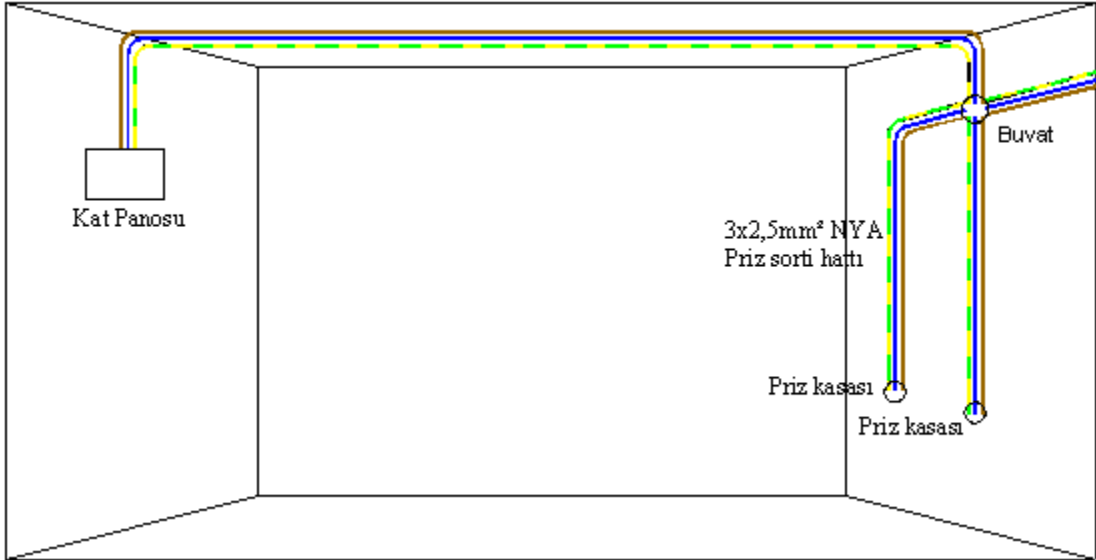 Buvat
Kat Panosu
3x2,5mm² NYA
Priz sorti hattı
Priz kasası
Priz kasası